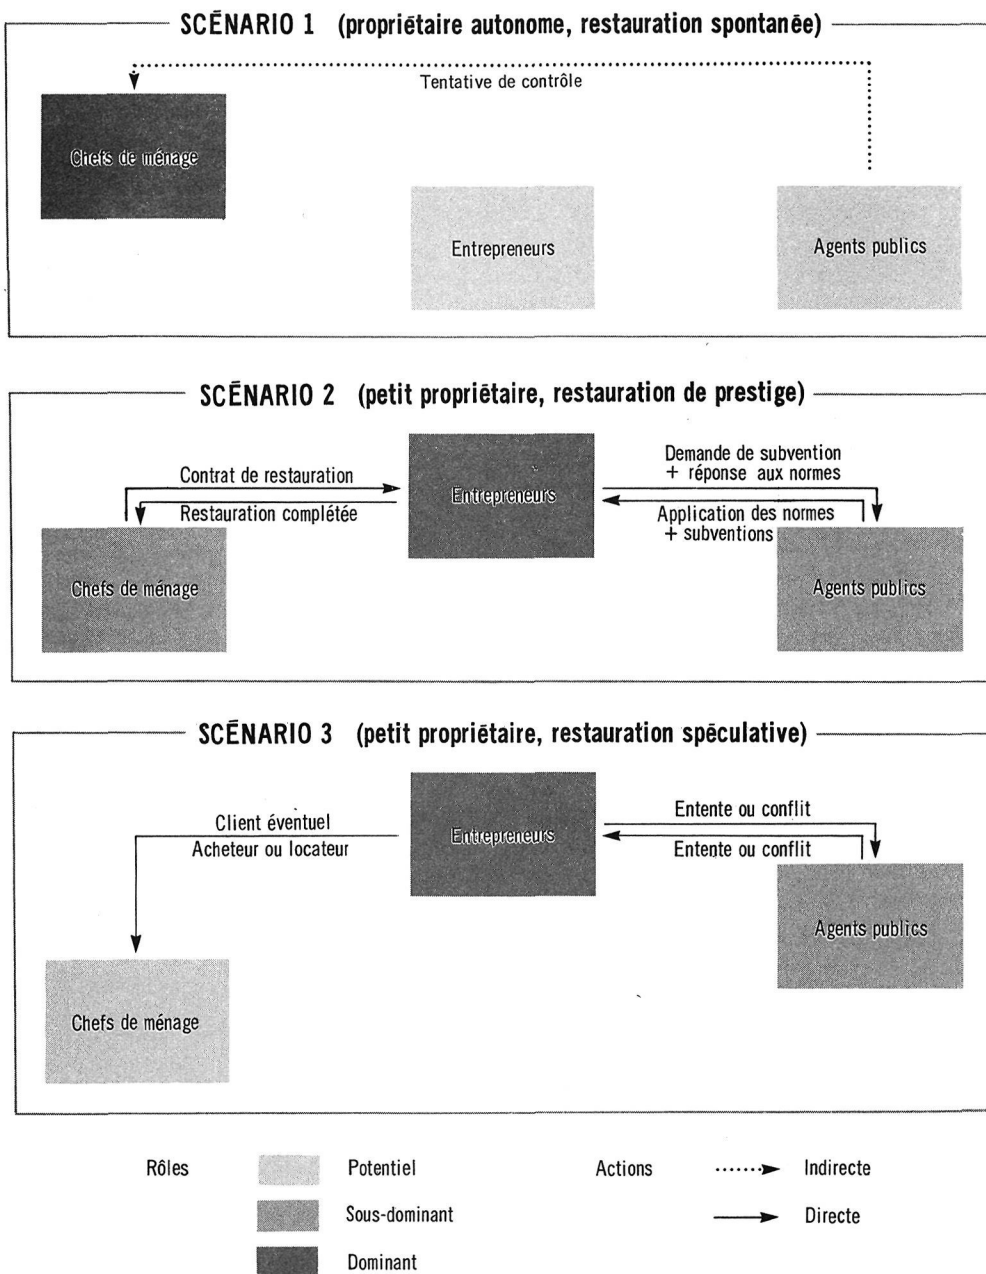 SCÉNARIO 1 (propriétaire autonome, restauration spontanée)
Tentative de contrôle
Chefs de ménage
Entrepreneurs
Agents publics
SCÉNARIO 2 (petit propriétaire, restauration de prestige)
Contrat de restauration
Restauration complétée
Entrepreneurs
Demande de subvention
+ réponse aux normes
Application des normes
+ subventions
Chefs de ménage
Agents publics
SCÉNARIO 3 (petit propriétaire, restauration spéculative)
Client éventuel
Acheteur ou locateur
Entrepreneurs
Entente ou conflit
Entente ou conflit
Agents publics
Chefs de ménage
Rôles
Potentiel
Sous-dominant
Dominant
Actions
Indirecte
Directe